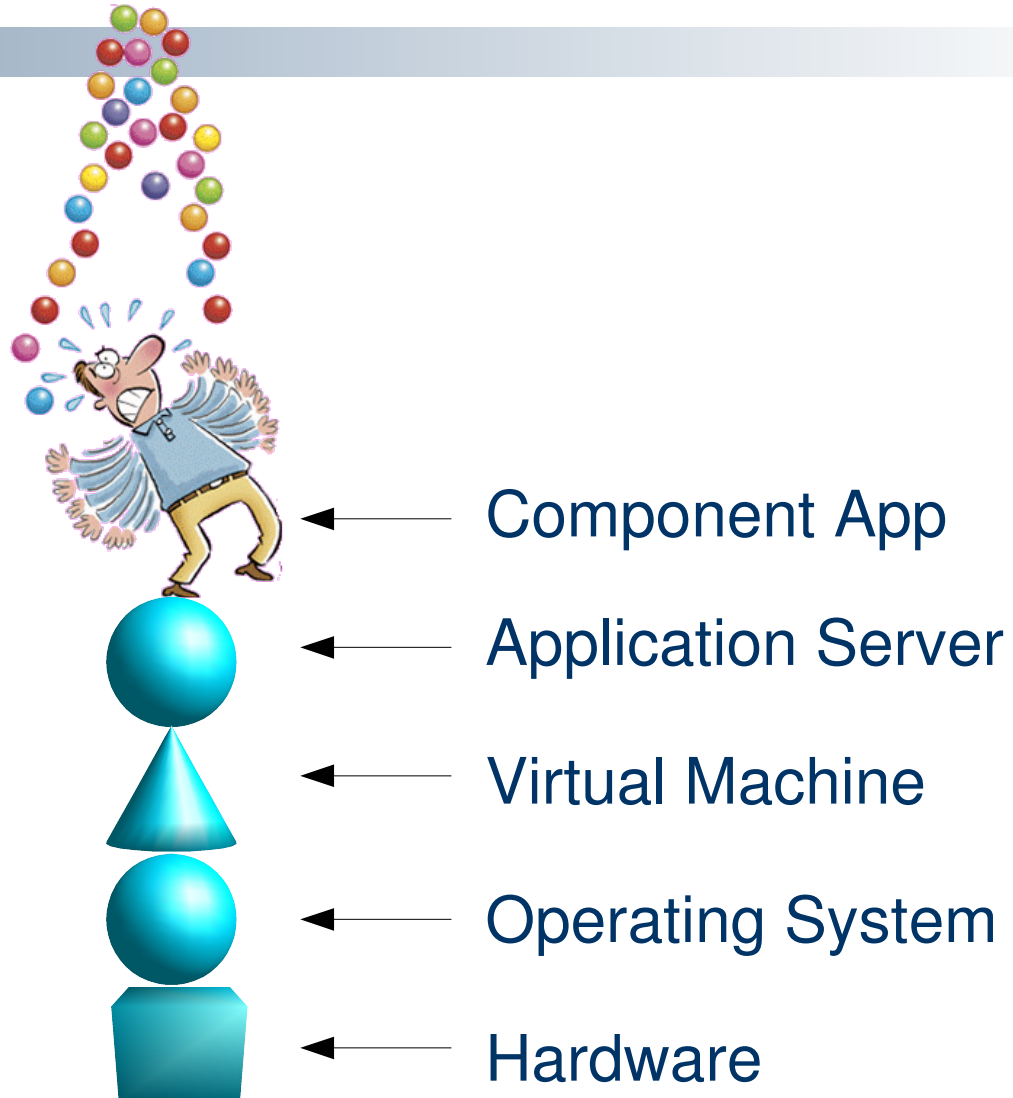 Component App
Application Server
Virtual Machine
Operating System
Hardware